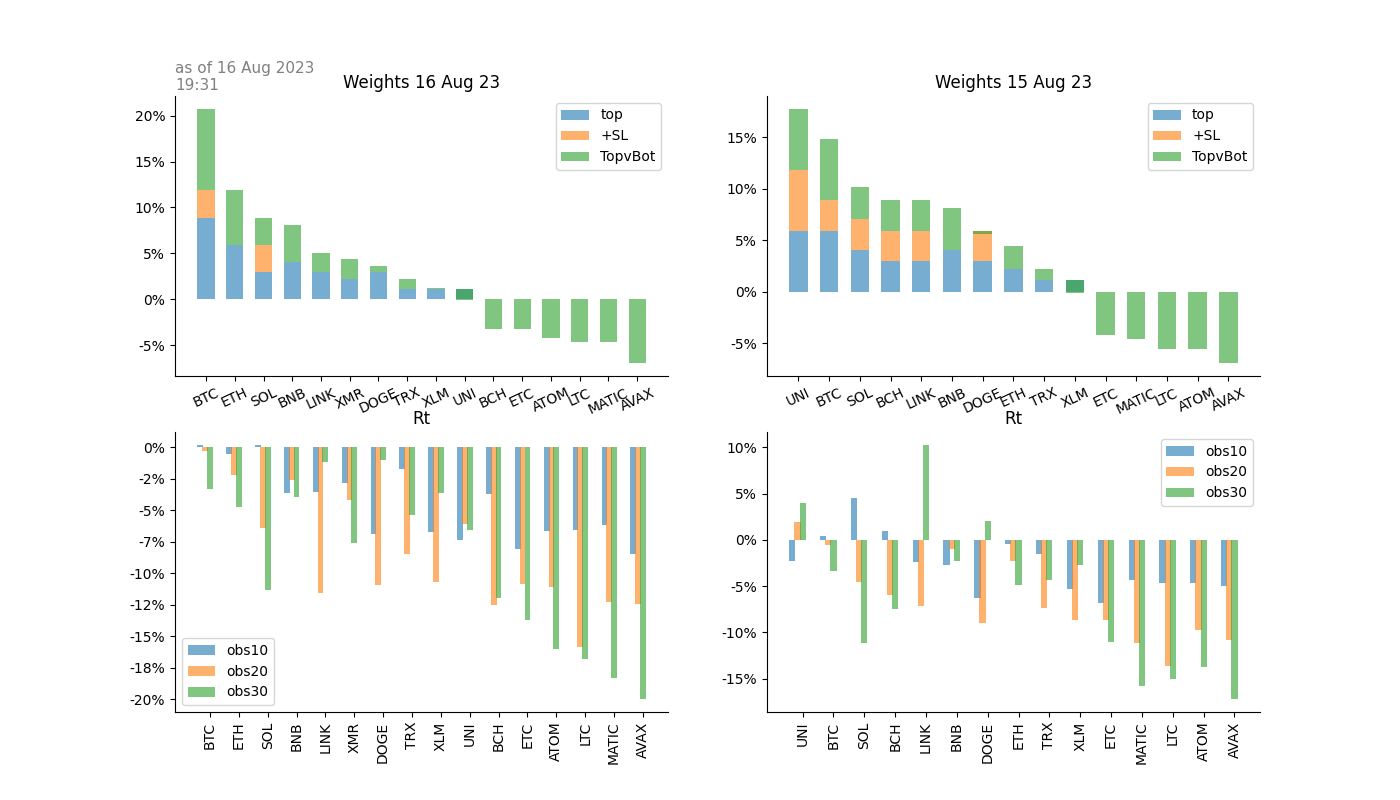 as of 16 Aug 2023
19:31
Weights 16 Aug 23
20%
15%
10%
5%
0%
-5%
top
+SL
TopvBot
BTC ETH SOL BNB LINK XMR DOGE TRX XLM UNI BCH ETC ATOM LTC MATIC AVAX
Weights 15 Aug 23
15%
10%
5%
0%
-5%
top
+SL
TopvBot
UNI BTC SOL BCH LINK BNB DOGE ETH TRX XLM ETC MATIC LTC ATOM AVAX
Rt
0%
-2%
-5%
-7%
-10%
-12%
-15%
-18%
-20%
obs10
obs20
obs30
BTC ETH SOL BNB LINK XMR DOGE TRX XLM UNI BCH ETC ATOM LTC MATIC AVAX
Rt
10%
5%
0%
-5%
-10%
-15%
obs10
obs20
obs30
UNI BTC SOL BCH LINK BNB DOGE ETH TRX XLM ETC MATIC LTC ATOM AVAX